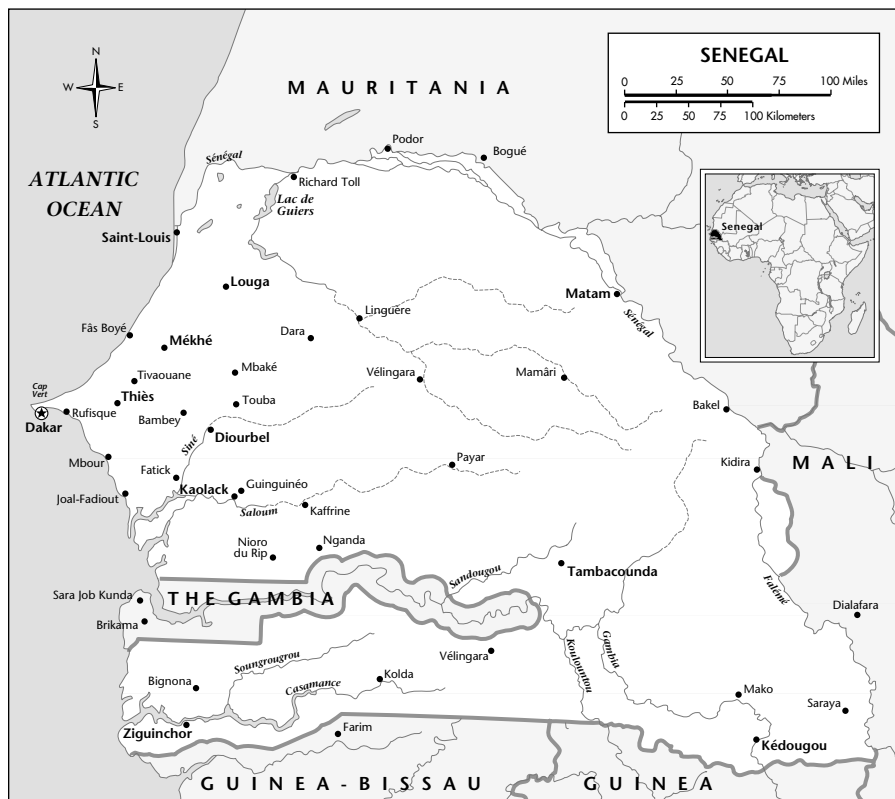 SENEGAL
0 25 50 75 100 Miles
0 25 50 75 100 Kilometers
N
W E
S
MAURITANIA
Podor
Bogué
Sénégal
Richard Toll
ATLANTIC
OCEAN
Lac de
Guiers
Senegal
Saint-Louis
Louga
Matam
Linguère
Sénégal
Fâs Boyé
Dara
Mékhé
Mbaké
Vélingara
Mamâri
Tivaouane
Cap
Vert
Thiès
Touba
Bakel
Rufisque
Bambey
Dakar
Diourbel
Siné
Mbour
Payar
Kidira
MALI
Fatick
Guinguinéo
Kaolack
Joal-Fadiout
Saloum
Kaffrine
Nioro
du Rip
Nganda
Sandougou
Tambacounda
Falémé
Sara Job Kunda
THE GAMBIA
Dialafara
Brikama
Koulountou
Gambia
Vélingara
Soungrougrou
Bignona
Casamance
Kolda
Mako
Saraya
Ziguinchor
Farim
Kédougou
GUINEA-BISSAU
GUINEA